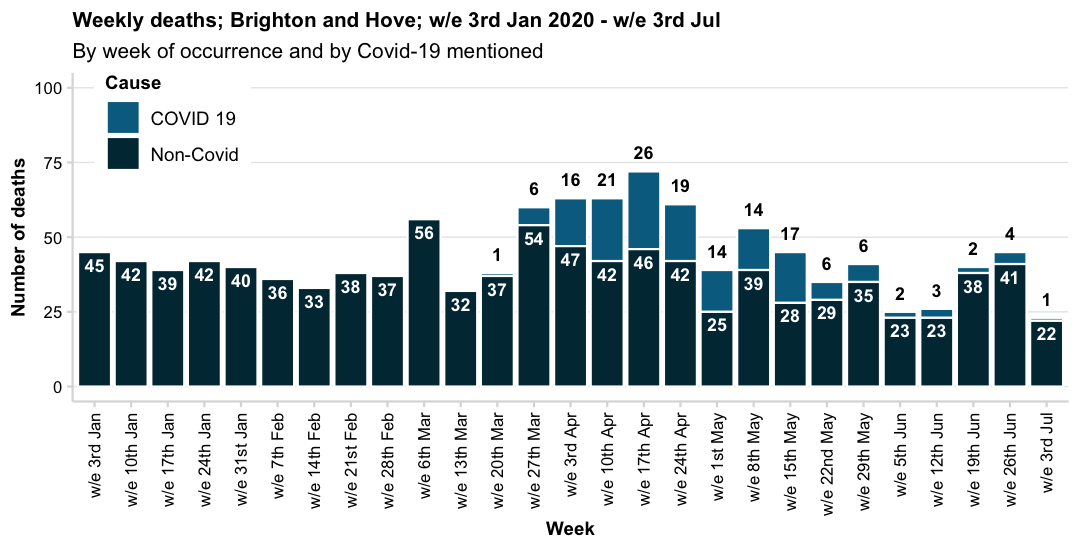 Weekly deaths; Brighton and Hove; w/e 3rd Jan 2020 - w/e 3rd Jul
By week of occurrence and by Covid-19 mentioned
Cause
COVID 19
Non-Covid
Number of deaths
100
75
50
25
0
6 16 21 26 19 14 14 17 6 6 2 3 2 4 1
1
45 42 39 42 40 36 33 38 37 56 32 37 54 47 42 46 42 25 39 28 29 35 23 23 38 41 22
w/e 3rd Jan
w/e 10th Jan
w/e 17th Jan
w/e 24th Jan
w/e 31st Jan
w/e 7th Feb
w/e 14th Feb
w/e 21st Feb
w/e 28th Feb
w/e 6th Mar
w/e 13th Mar
w/e 20th Mar
w/e 27th Mar
w/e 3rd Apr
w/e 10th Apr
w/e 17th Apr
w/e 24th Apr
w/e 1st May
w/e 8th May
w/e 15th May
w/e 22nd May
w/e 29th May
w/e 5th Jun
w/e 12th Jun
w/e 19th Jun
w/e 26th Jun
w/e 3rd Jul
Week